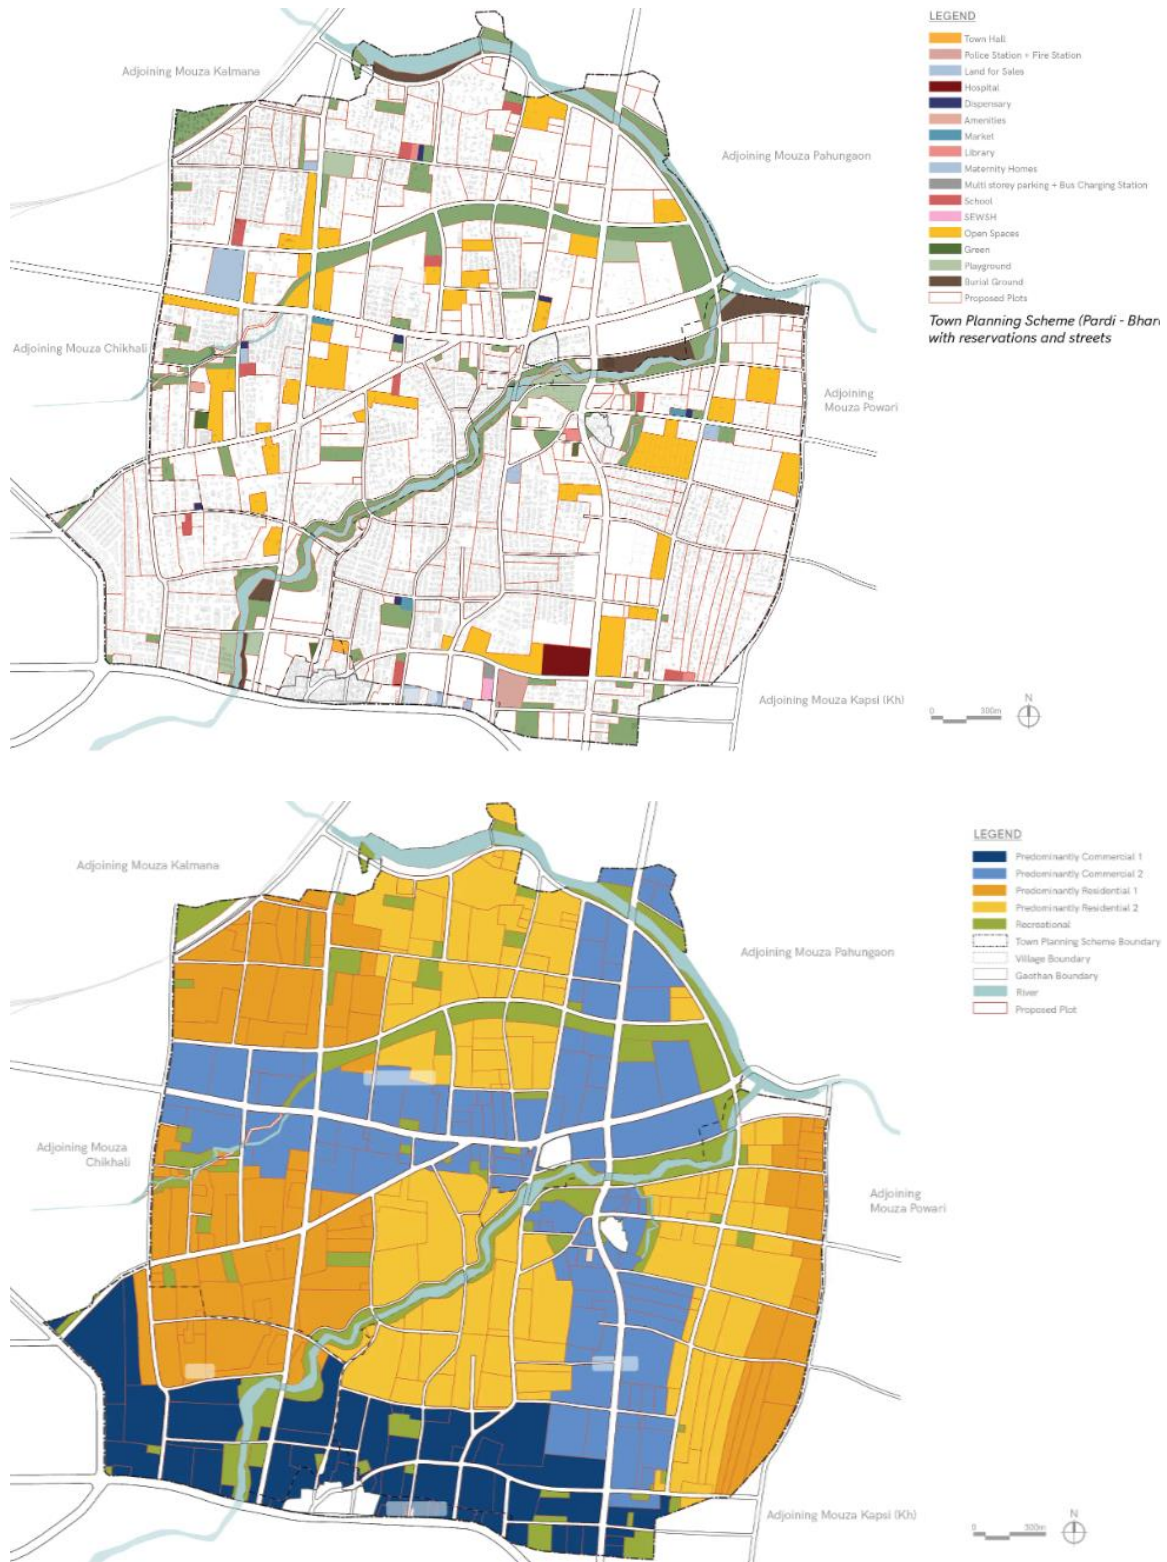 LEGEND
Town Hall
Police Station + Fire Station
Land for Sales
Hospital
Dispensary
Amenities
Market
Library
Maternity Homes
Multi storey parking + Bus Charging Station
School
SEWSH
Open Spaces
Green
Playground
Burial Ground
Proposed Plots
Town Planning Scheme (Pardi - Bhar
with reservations and streets
Adjoining Mouza Kalmana
Adjoining Mouza Pahungaon
Adjoining Mouza Chikhali
Adjoining
Mouza Powari
Adjoining Mouza Kapsi (Kh)
0 300m
N
LEGEND
Predominantly Commercial 1
Predominantly Commercial 2
Predominantly Residential 1
Predominantly Residential 2
Recreational
Town Planning Scheme Boundary
Village Boundary
Gaothan Boundary
River
Proposed Plot
Adjoining Mouza Kalmana
Adjoining Mouza Pahungaon
Adjoining Mouza
Chikhali
Adjoining
Mouza Powari
Adjoining Mouza Kapsi (Kh)
0 300m
N